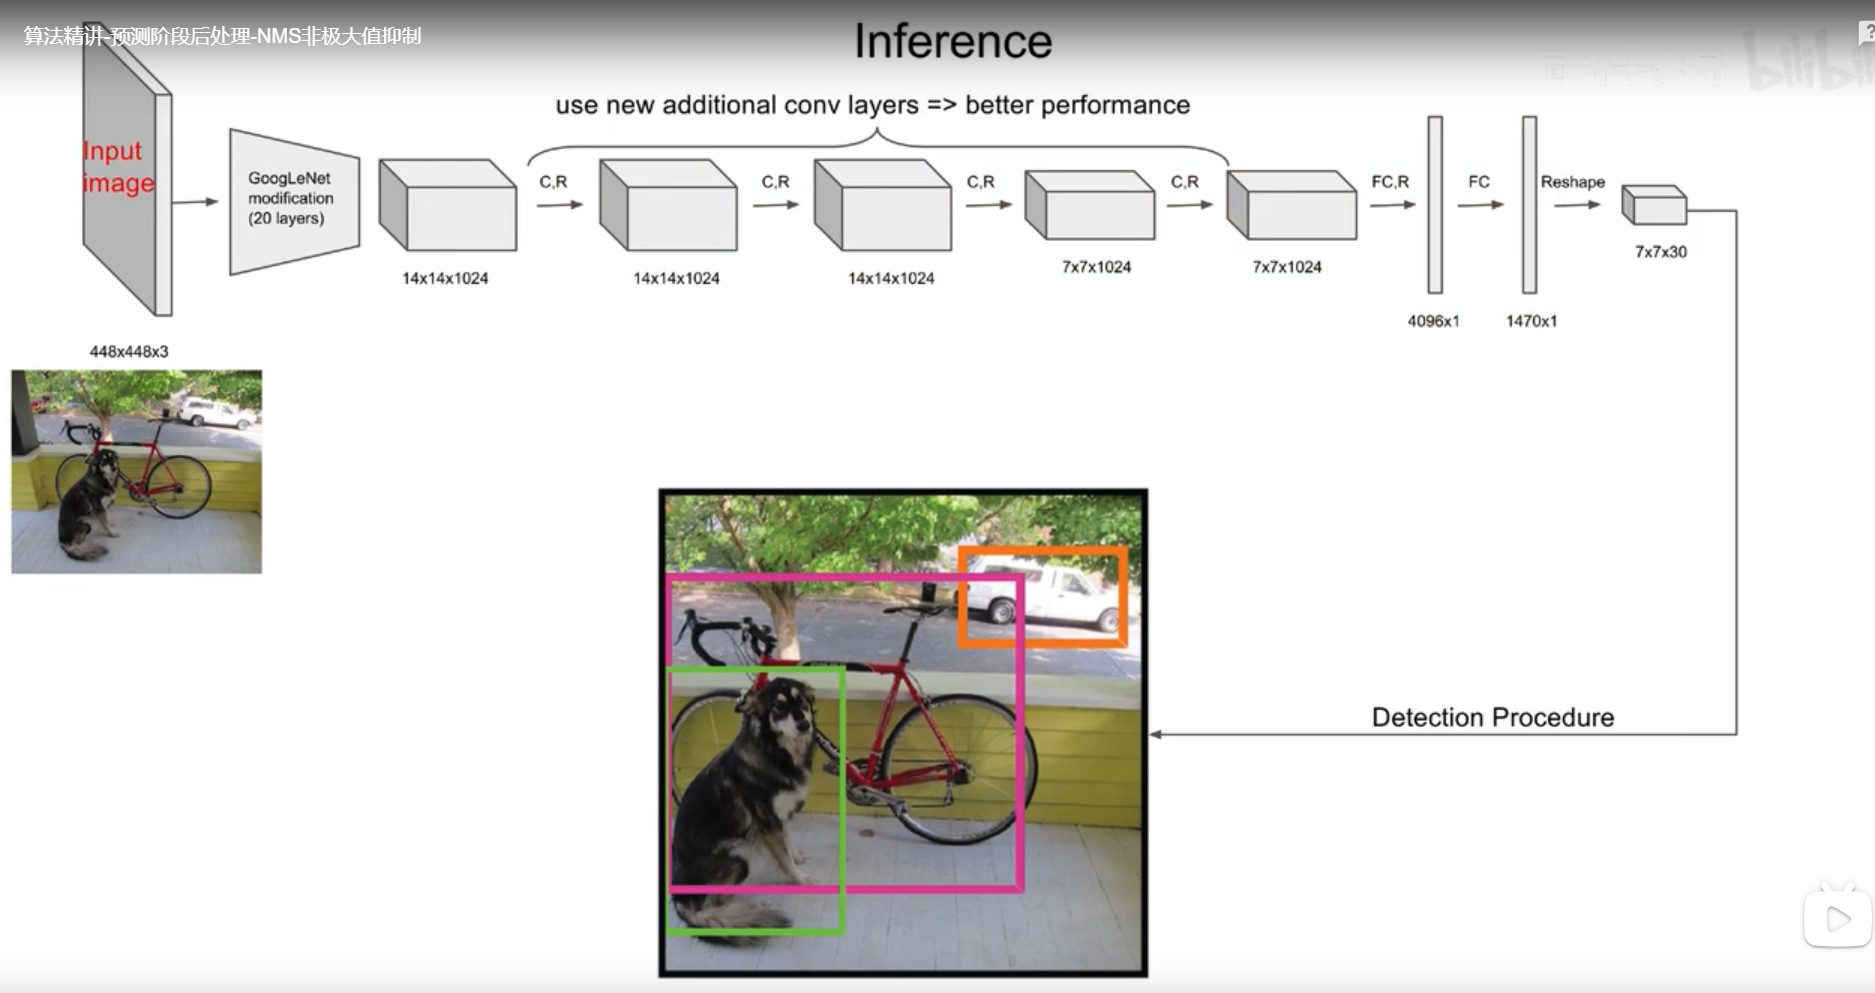 算法精讲-预测阶段后处理-NMS非极大值抑制
Inference
bilibili
use new additional conv layers => better performance
Input
image
GoogLeNet
modification
(20 layers)
C,R
C,R
C,R
C,R
FC,R
FC
Reshape
14x14x1024
14x14x1024
14x14x1024
7x7x1024
7x7x1024
7x7x30
4096x1
1470x1
448x448x3
Detection Procedure